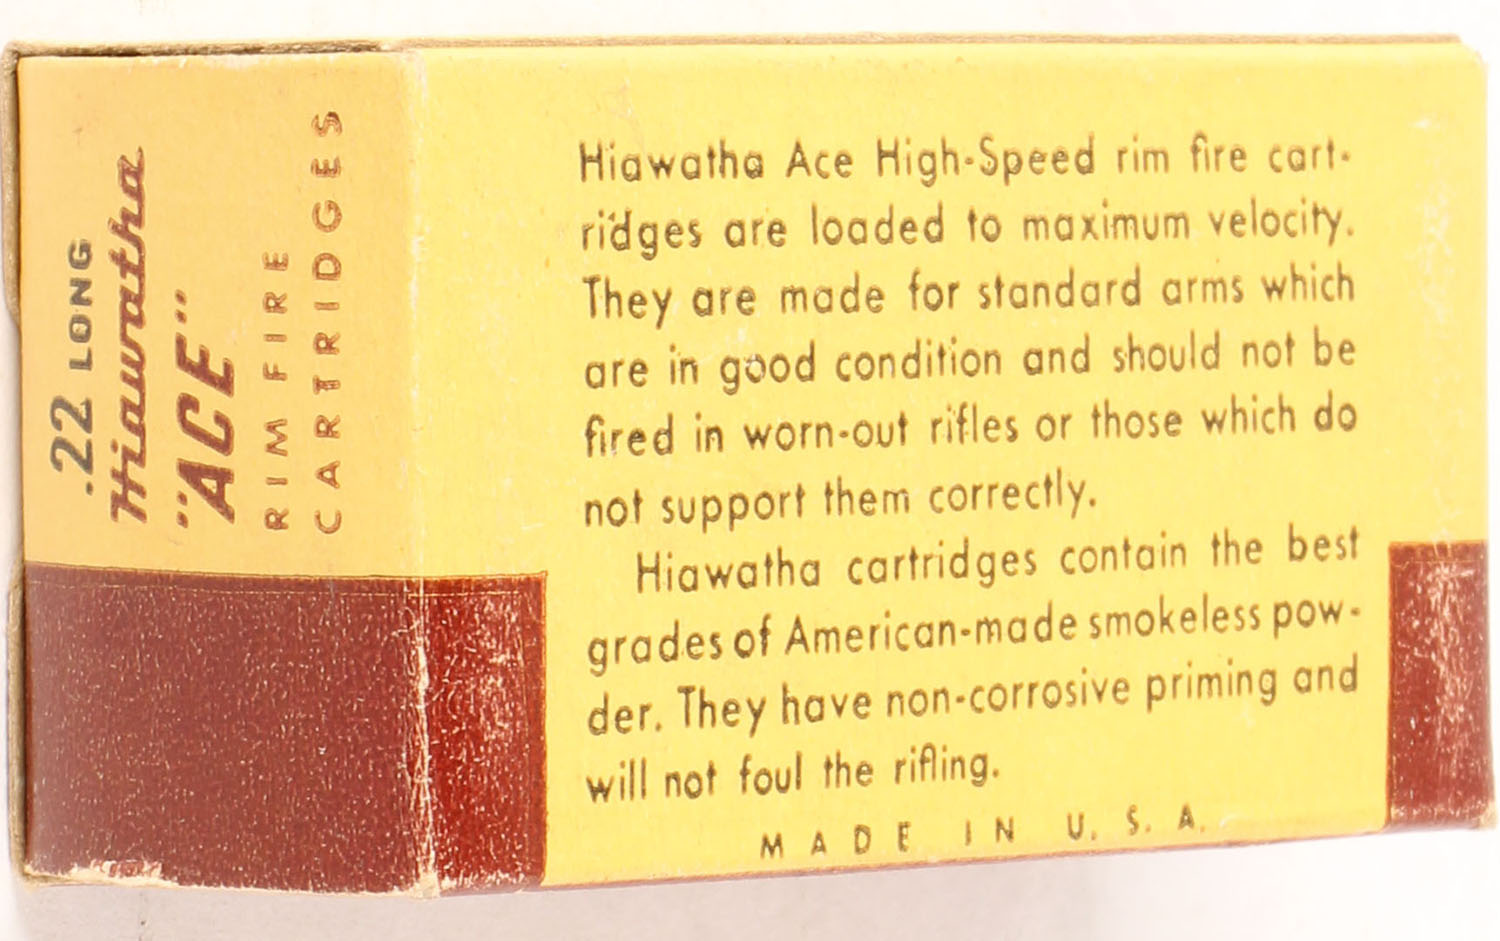 .22 LONG
Hiawatha
"ACE"
RIM FIRE
CARTRIDGES
Hiawatha Ace High-Speed rim fire cart-
ridges are loaded to maximum velocity.
They are made for standard arms which
are in good condition and should not be
fired in worn-out rifles or those which do
not support them correctly.
Hiawatha cartridges contain the best
grades of American-made smokeless pow-
der. They have non-corrosive priming and
will not foul the rifling.
MADE IN U. S. A.